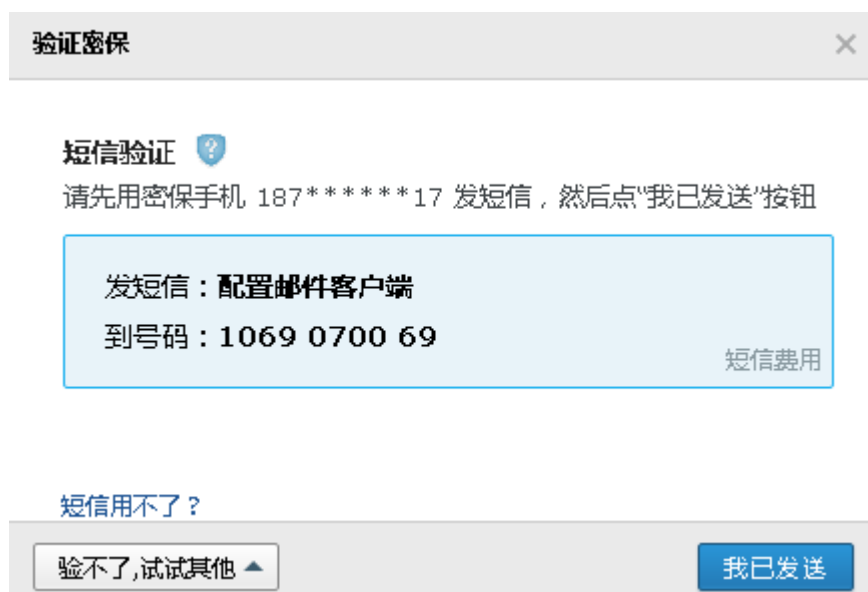 验证密保
短信验证
请先用密保手机 187******17 发短信，然后点"我已发送"按钮
发短信：配置邮件客户端
到号码：1069 0700 69
短信费用
短信用不了？
验不了,试试其他
我已发送